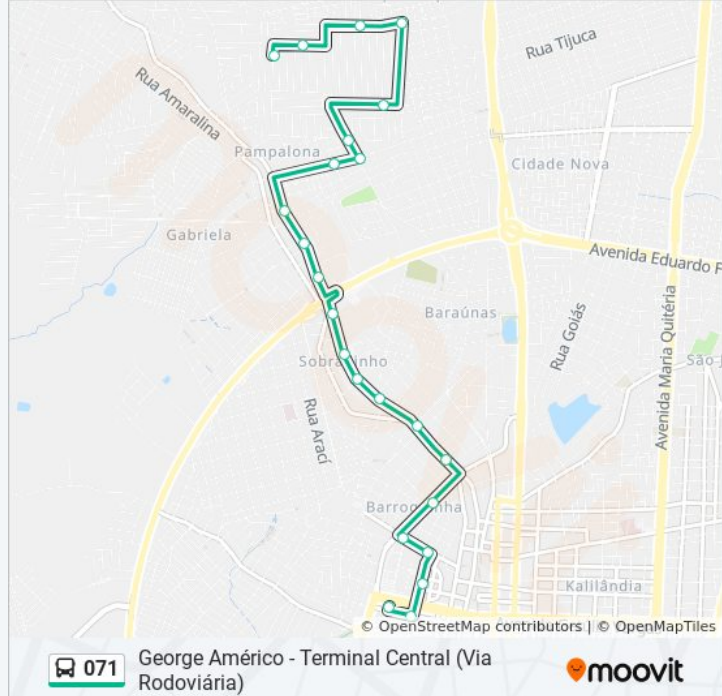 Rua Tijuca
Rua Amaralina
Pampalona
Cidade Nova
Gabriela
Avenida Eduardo F
Baraúnas
Rua Goiás
Avenida Maria Quitéria
São J
Rua Arací
Kalilândia
© OpenStreetMap contributors | © OpenMapTiles
071
George Américo - Terminal Central (Via
Rodoviária)
moovit